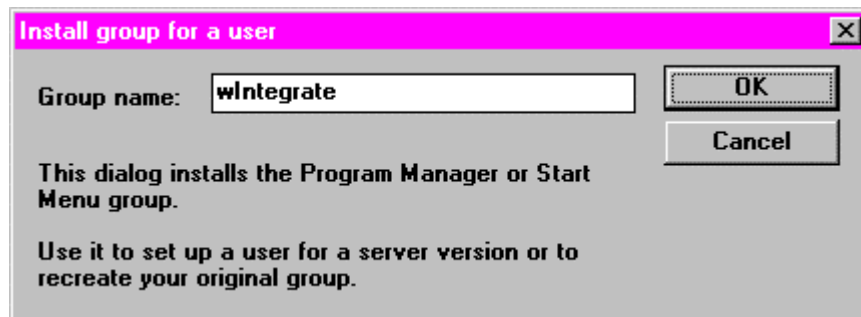 Install group for a user
Group name: wIntegrate
OK
Cancel
This dialog installs the Program Manager or Start
Menu group.
Use it to set up a user for a server version or to
recreate your original group.